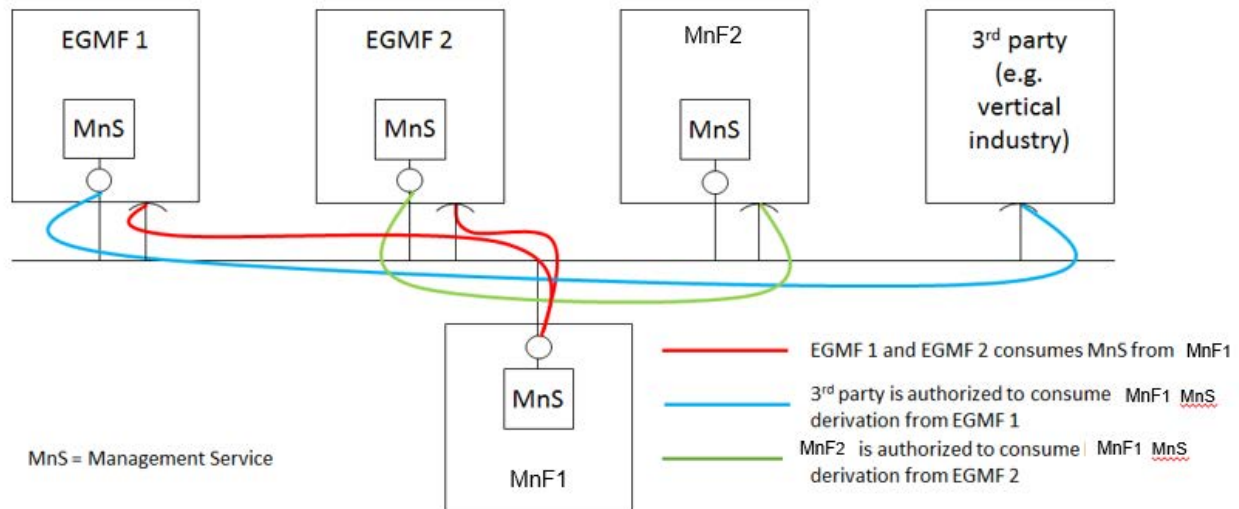 EGMF 1
EGMF 2
MnF2
3rd party
(e.g.
vertical
industry)
MnS
MnS
MnS
MnS
MnF1
EGMF 1 and EGMF 2 consumes MnS from MnF1
3rd party is authorized to consume MnF1 MnS
derivation from EGMF 1
MnF2 is authorized to consume MnF1 MnS
derivation from EGMF 2
MnS = Management Service